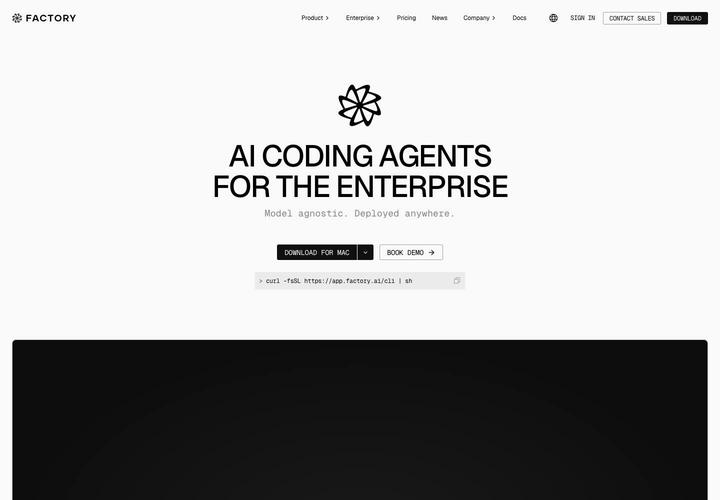 FACTORY
Product
Enterprise
Pricing
News
Company
Docs
SIGN IN
CONTACT SALES
DOWNLOAD
AI CODING AGENTS
FOR THE ENTERPRISE
Model agnostic. Deployed anywhere.
DOWNLOAD FOR MAC
BOOK DEMO →
> curl -fsSL https://app.factory.ai/cli | sh